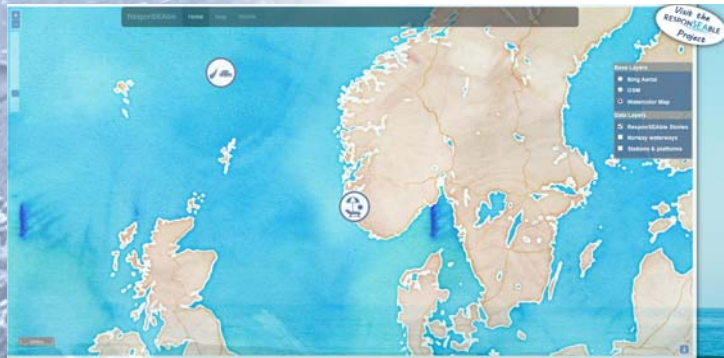 ResponSEAble Home Map Stories
Visit the
RESPONSEABLE
Project
Base Layers
Bing Aerial
OSM
Watercolor Map
Data Layers
ResponSEAble Stories
Norway waterways
Stations & platforms